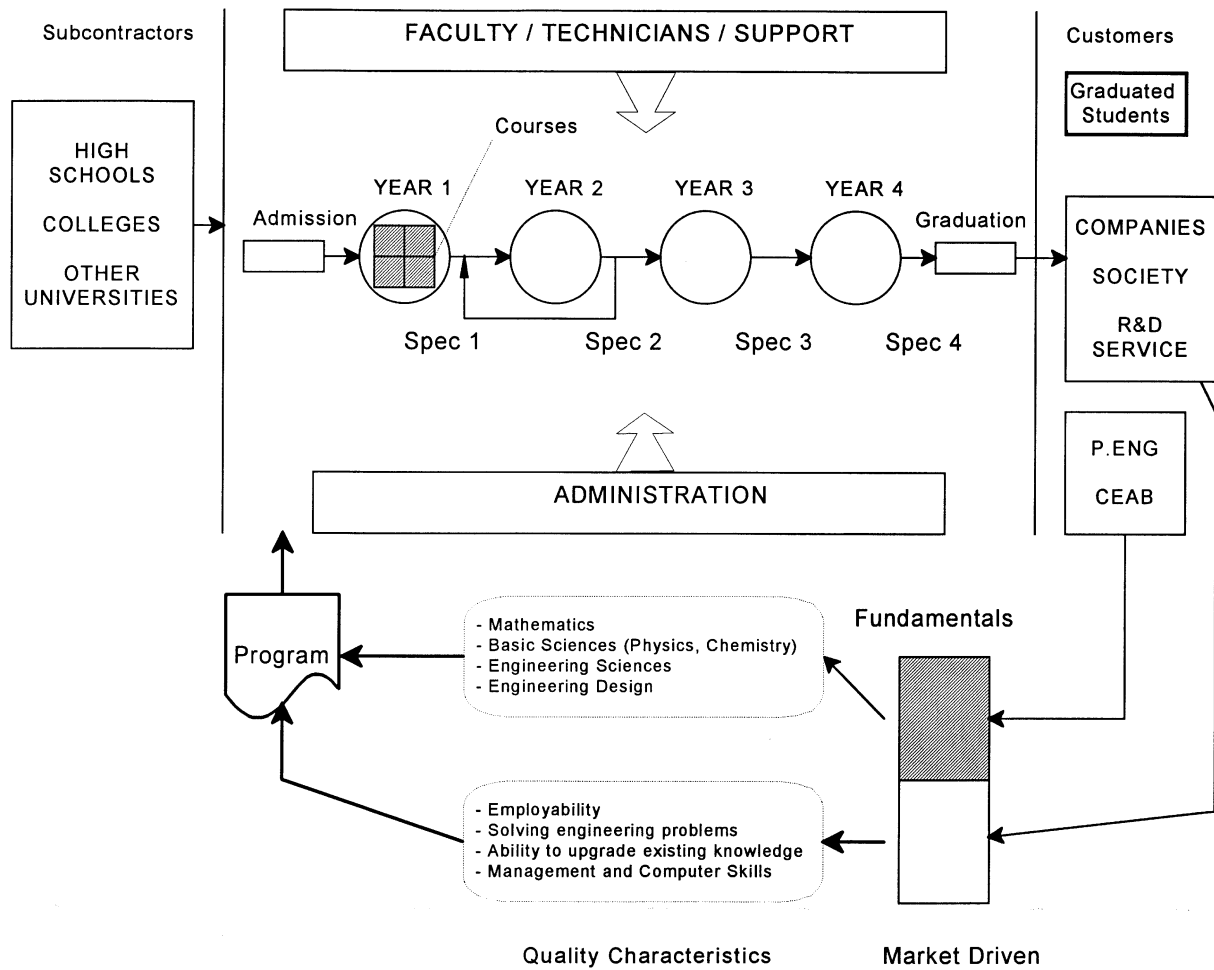 Subcontractors
FACULTY / TECHNICIANS / SUPPORT
Customers
Graduated
Students
HIGH
SCHOOLS
COLLEGES
OTHER
UNIVERSITIES
Courses
YEAR 1
YEAR 2
YEAR 3
YEAR 4
Admission
Graduation
COMPANIES
SOCIETY
R&D
SERVICE
Spec 1
Spec 2
Spec 3
Spec 4
P.ENG
CEAB
ADMINISTRATION
Program
- Mathematics
- Basic Sciences (Physics, Chemistry)
- Engineering Sciences
- Engineering Design
Fundamentals
- Employability
- Solving engineering problems
- Ability to upgrade existing knowledge
- Management and Computer Skills
Quality Characteristics
Market Driven